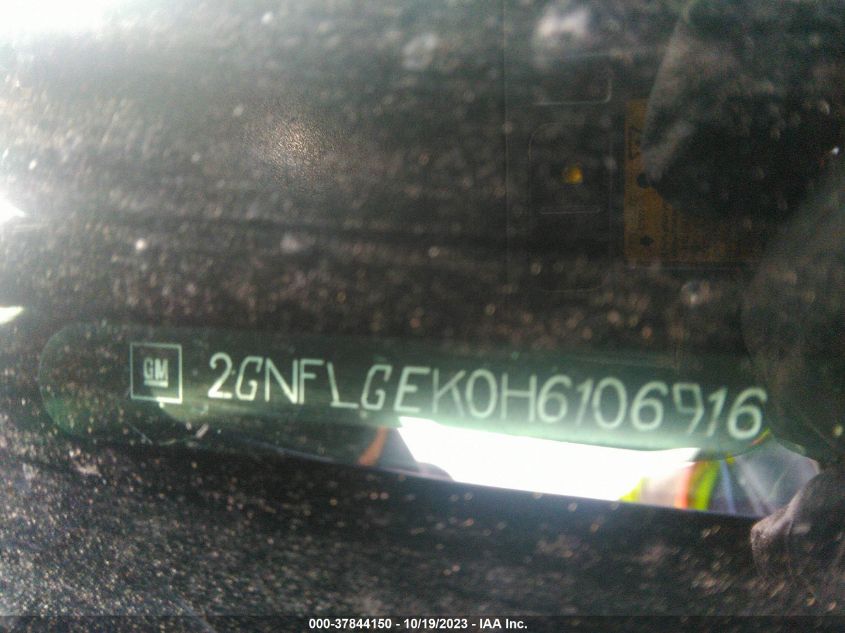 GM 2GNFLGEK0H6106916
000-37844150 - 10/19/2023 - IAA Inc.